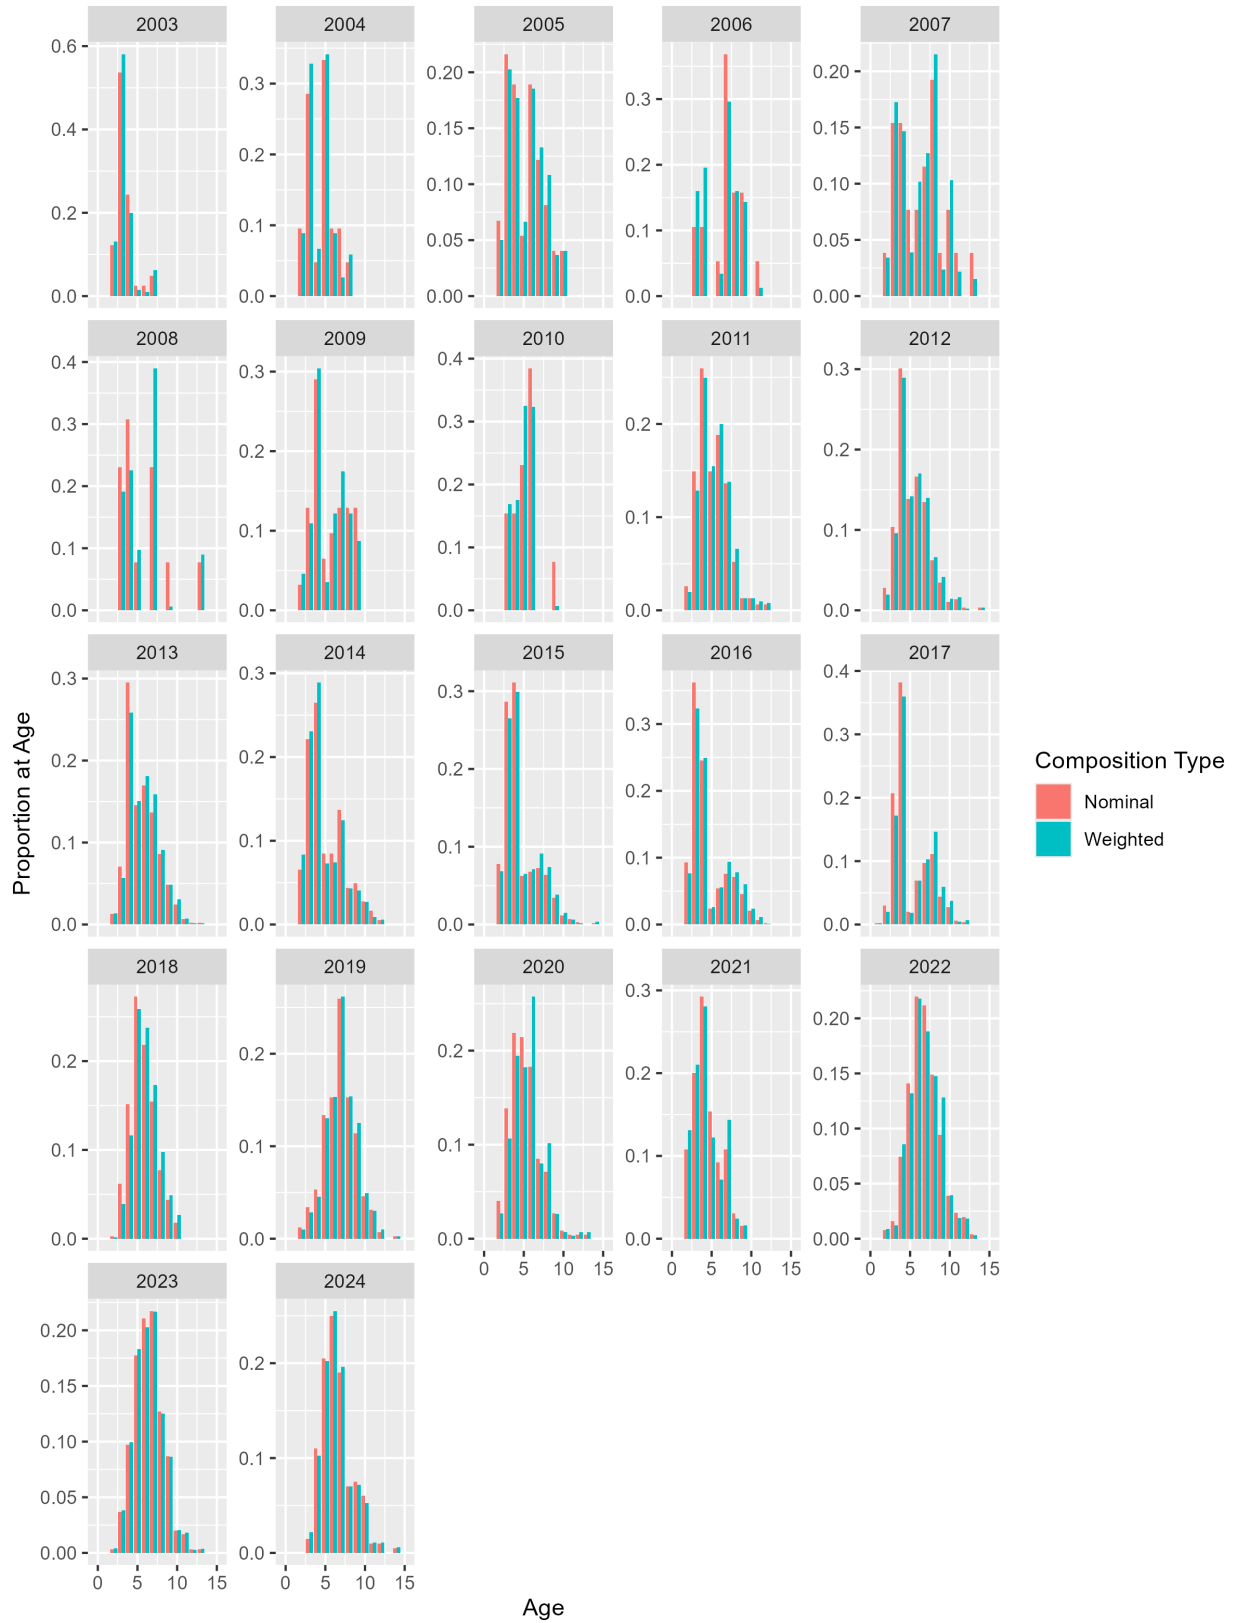 2003 2004 2005 2006 2007
0.6 0.4 0.2 0.0
0.3 0.2 0.1 0.0
0.20 0.15 0.10 0.05 0.00
0.3 0.2 0.1 0.0
0.20 0.15 0.10 0.05 0.00
2008 2009 2010 2011 2012
0.4 0.3 0.2 0.1 0.0
0.3 0.2 0.1 0.0
0.4 0.3 0.2 0.1 0.0
0.2 0.1 0.0
0.3 0.2 0.1 0.0
2013 2014 2015 2016 2017
0.3 0.2 0.1 0.0
0.3 0.2 0.1 0.0
0.3 0.2 0.1 0.0
0.3 0.2 0.1 0.0
0.4 0.3 0.2 0.1 0.0
2018 2019 2020 2021 2022
0.2 0.1 0.0
0.2 0.1 0.0
0.2 0.1 0.0
0.3 0.2 0.1 0.0
0.20 0.15 0.10 0.05 0.00
0 5 10 15 0 5 10 15 0 5 10 15
2023 2024
0.20 0.15 0.10 0.05 0.00
0.2 0.1 0.0
0 5 10 15 0 5 10 15
Age
Proportion at Age
Composition Type
Nominal
Weighted